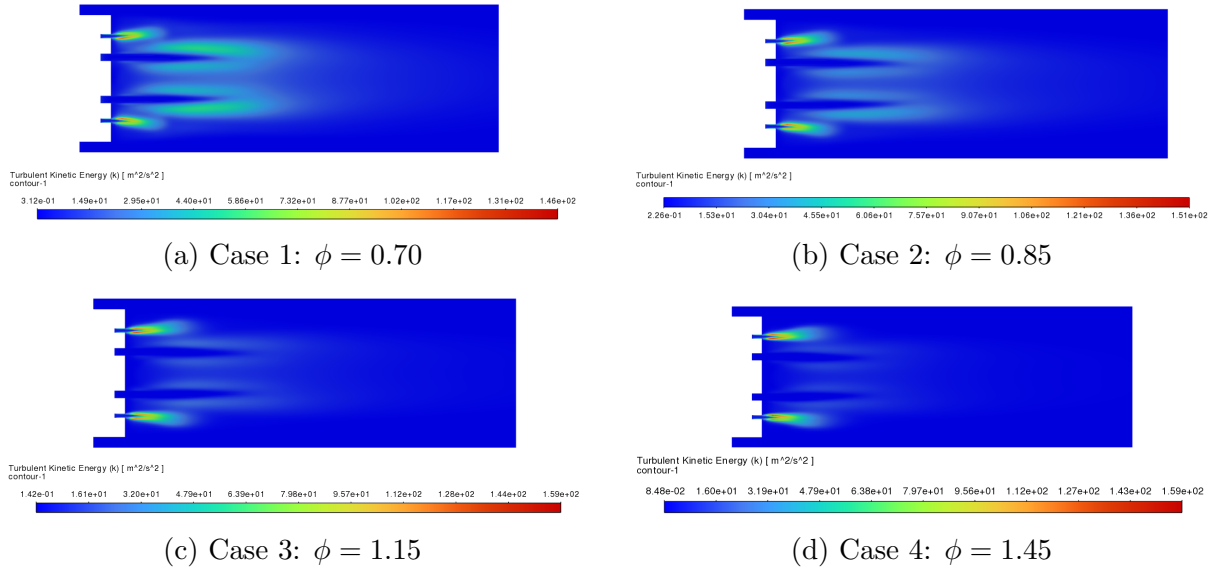 Turbulent Kinetic Energy (k) [ m^2/s^2 ]
contour-1
3.12e-01 1.49e+01 2.95e+01 4.40e+01 5.86e+01 7.32e+01 8.77e+01 1.02e+02 1.17e+02 1.31e+02 1.46e+02
(a) Case 1: ϕ = 0.70
Turbulent Kinetic Energy (k) [ m^2/s^2 ]
contour-1
2.26e-01 1.53e+01 3.04e+01 4.55e+01 6.06e+01 7.57e+01 9.07e+01 1.06e+02 1.21e+02 1.36e+02 1.51e+02
(b) Case 2: ϕ = 0.85
Turbulent Kinetic Energy (k) [ m^2/s^2 ]
contour-1
1.42e-01 1.61e+01 3.20e+01 4.79e+01 6.39e+01 7.98e+01 9.57e+01 1.12e+02 1.28e+02 1.44e+02 1.59e+02
(c) Case 3: ϕ = 1.15
Turbulent Kinetic Energy (k) [ m^2/s^2 ]
contour-1
8.48e-02 1.60e+01 3.19e+01 4.79e+01 6.38e+01 7.97e+01 9.56e+01 1.12e+02 1.27e+02 1.43e+02 1.59e+02
(d) Case 4: ϕ = 1.45